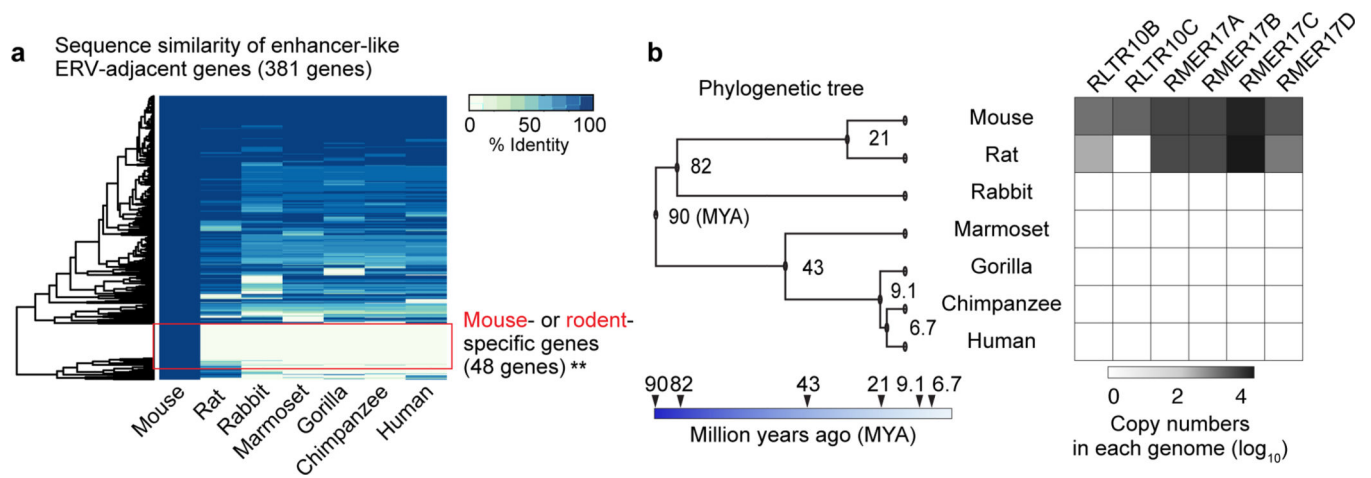 a
Sequence similarity of enhancer-like
ERV-adjacent genes (381 genes)
0 50 100
% Identity
Mouse- or rodent-
specific genes
(48 genes) **
Mouse
Rat
Rabbit
Marmoset
Gorilla
Chimpanzee
Human
b
Phylogenetic tree
RLTR10B
RLTR10C
RMER17A
RMER17B
RMER17C
RMER17D
Mouse
Rat
Rabbit
Marmoset
Gorilla
Chimpanzee
Human
21
82
90 (MYA)
43
9.1
6.7
90 82 43 21 9.1 6.7
Million years ago (MYA)
0 2 4
Copy numbers
in each genome (log10)